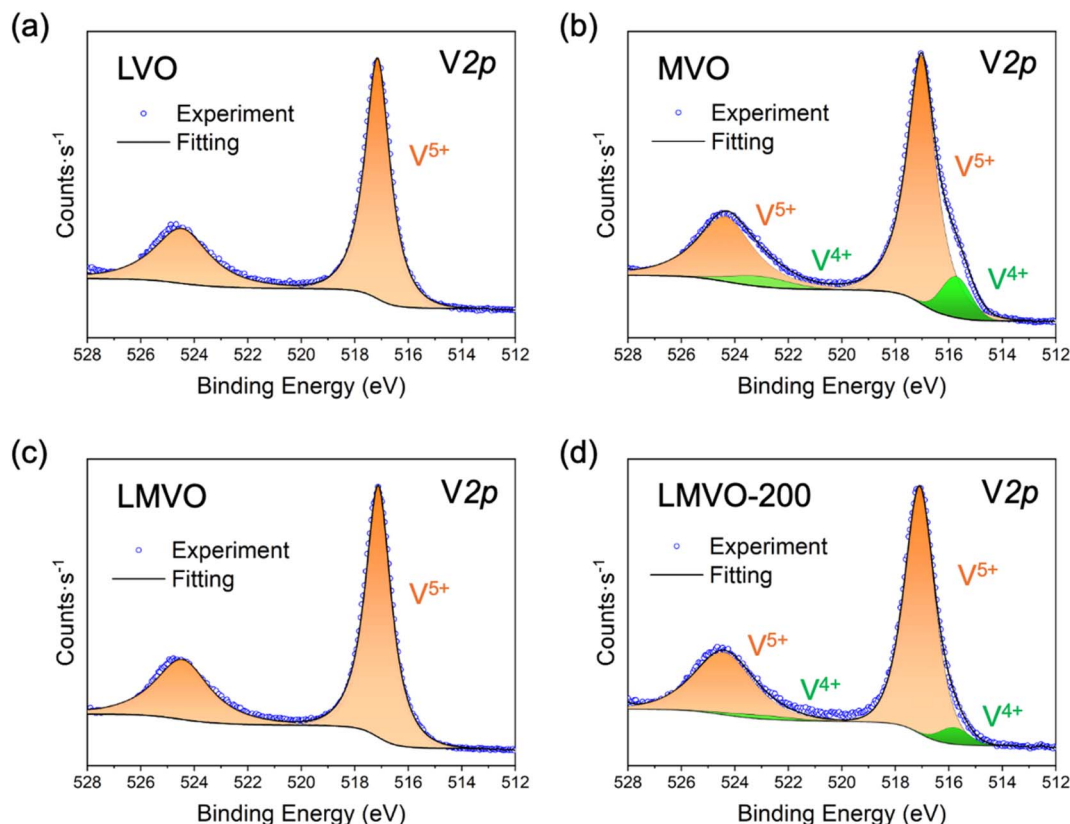 (a)
LVO
V2p
Experiment
Fitting
V⁵⁺
Counts·s⁻¹
528 526 524 522 520 518 516 514 512
Binding Energy (eV)
(b)
MVO
V2p
Experiment
Fitting
V⁵⁺
V⁵⁺
V⁴⁺
V⁴⁺
Counts·s⁻¹
528 526 524 522 520 517 516 514 512
Binding Energy (eV)
(c)
LMVO
V2p
Experiment
Fitting
V⁵⁺
Counts·s⁻¹
528 526 524 522 520 517 516 514 512
Binding Energy (eV)
(d)
LMVO-200
V2p
Experiment
Fitting
V⁵⁺
V⁵⁺
V⁴⁺
V⁴⁺
Counts·s⁻¹
528 526 524 522 520 517 516 514 512
Binding Energy (eV)